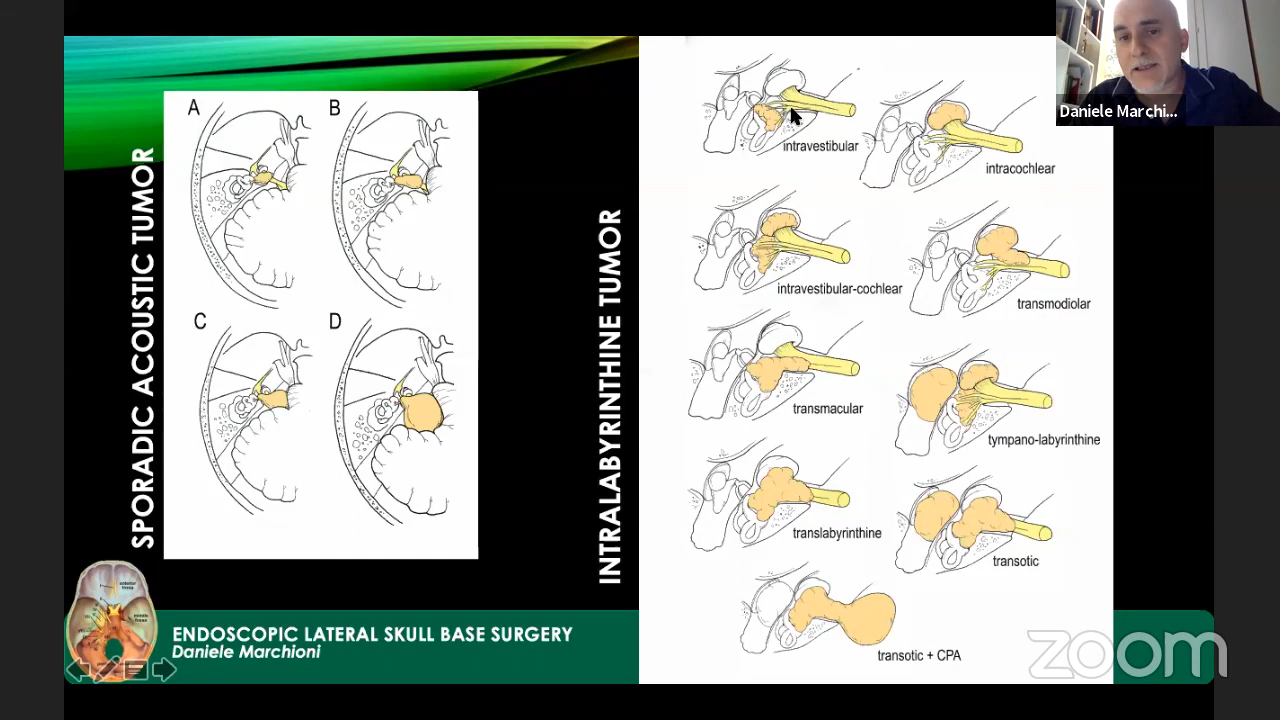 Daniele Marchi...
SPORADIC ACOUSTIC TUMOR
A
B
C
D
INTRALABYRINTHINE TUMOR
intravestibular
intracochlear
intravestibular-cochlear
transmodiolar
transmacular
tympano-labyrinthine
translabyrinthine
transotic
transotic + CPA
ENDOSCOPIC LATERAL SKULL BASE SURGERY
Daniele Marchioni
zoom